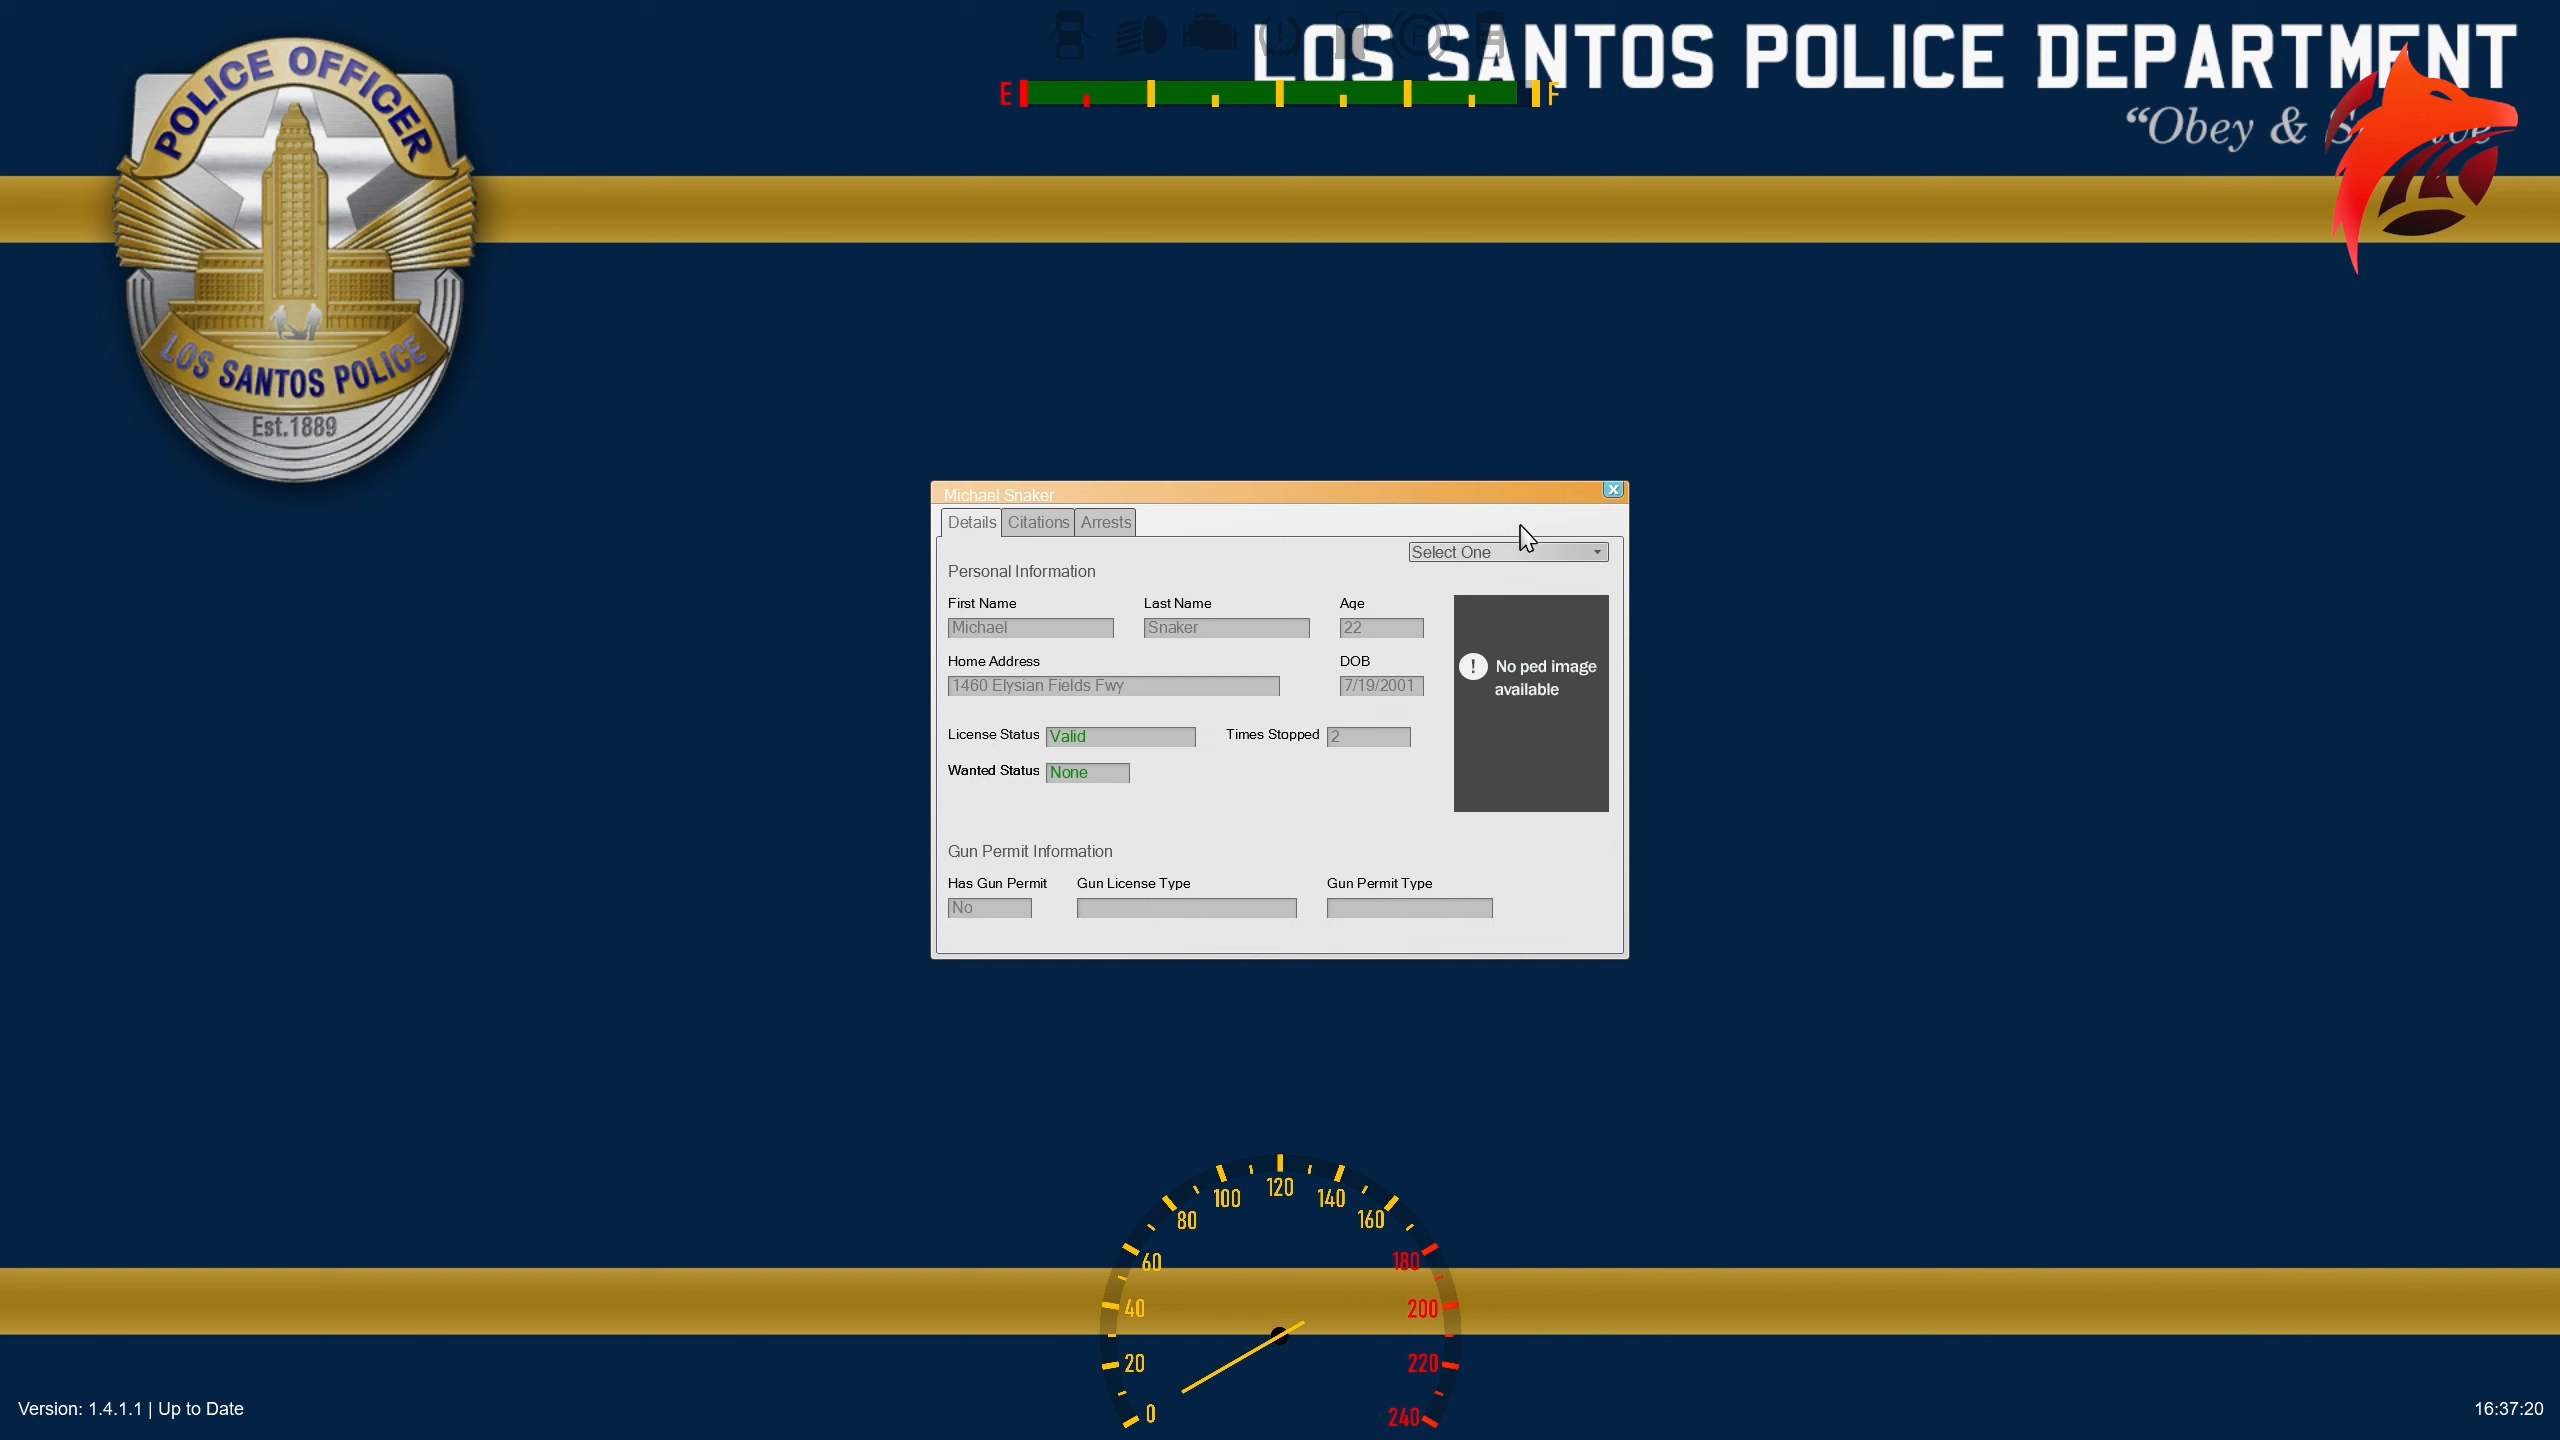 LOS SANTOS POLICE DEPARTMENT
"Obey &
POLICE OFFICER
LOS SANTOS POLICE
Est.1889
E F
Michael Snaker
x
Details Citations Arrests
Select One
Personal Information
First Name Last Name Age
Michael Snaker 22
Home Address DOB
1460 Elysian Fields Fwy 7/19/2001
! No ped image
available
License Status Valid Times Stopped 2
Wanted Status None
Gun Permit Information
Has Gun Permit Gun License Type Gun Permit Type
No
0 20 40 60 80 100 120 140 160 180 200 220 240
Version: 1.4.1.1 | Up to Date
16:37:20